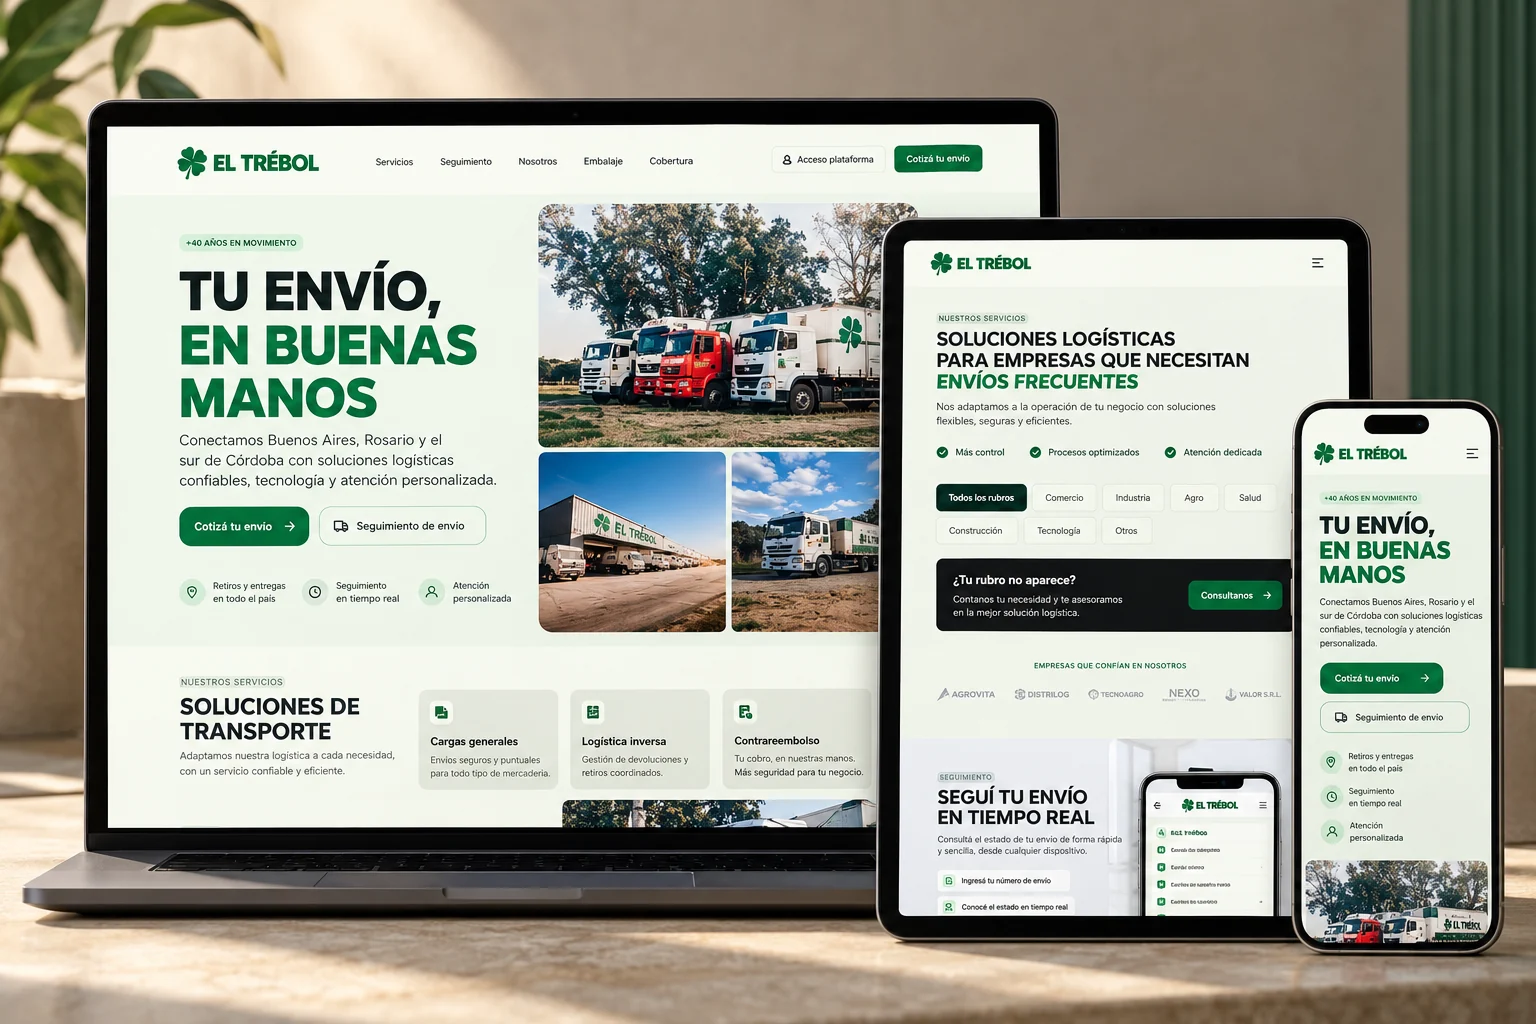 EL TRÉBOL
Servicios
Seguimiento
Nosotros
Embalaje
Cobertura
Acceso plataforma
Cotizá tu envío
+40 AÑOS EN MOVIMIENTO
TU ENVÍO,
EN BUENAS
MANOS
Conectamos Buenos Aires, Rosario y el
sur de Córdoba con soluciones logísticas
confiables, tecnología y atención personalizada.
Cotizá tu envío
Seguimiento de envío
Retiros y entregas
en todo el país
Seguimiento
en tiempo real
Atención
personalizada
EL TRÉBOL
NUESTROS SERVICIOS
SOLUCIONES DE
TRANSPORTE
Adaptamos nuestra logística a cada necesidad,
con un servicio confiable y eficiente.
Cargas generales
Envíos seguros y puntuales
para todo tipo de mercadería.
Logística inversa
Gestión de devoluciones y
retiros coordinados.
Contrareembolso
Tu cobro, en nuestras manos.
Más seguridad para tu negocio.
EL TRÉBOL
NUESTROS SERVICIOS
SOLUCIONES LOGÍSTICAS
PARA EMPRESAS QUE NECESITAN
ENVÍOS FRECUENTES
Nos adaptamos a la operación de tu negocio con soluciones
flexibles, seguras y eficientes.
Más control
Procesos optimizados
Atención dedicada
Todos los rubros
Comercio
Industria
Agro
Salud
Construcción
Tecnología
Otros
¿Tu rubro no aparece?
Contanos tu necesidad y te asesoramos
en la mejor solución logística.
Consultanos
EMPRESAS QUE CONFÍAN EN NOSOTROS
AGROVITA
DISTRILOG
TECNOAGRO
NEXO
VALOR S.R.L.
SEGUIMIENTO
SEGUÍ TU ENVÍO
EN TIEMPO REAL
Consultá el estado de tu envío de forma rápida
y sencilla, desde cualquier dispositivo.
Ingresá tu número de envío
Conocé el estado en tiempo real
EL TRÉBOL
EL TRÉBOL
+40 AÑOS EN MOVIMIENTO
TU ENVÍO,
EN BUENAS
MANOS
Conectamos Buenos Aires, Rosario y el
sur de Córdoba con soluciones logísticas
confiables, tecnología y atención
personalizada.
Cotizá tu envío
Seguimiento de envío
Retiros y entregas
en todo el país
Seguimiento
en tiempo real
Atención
personalizada
EL TRÉBOL